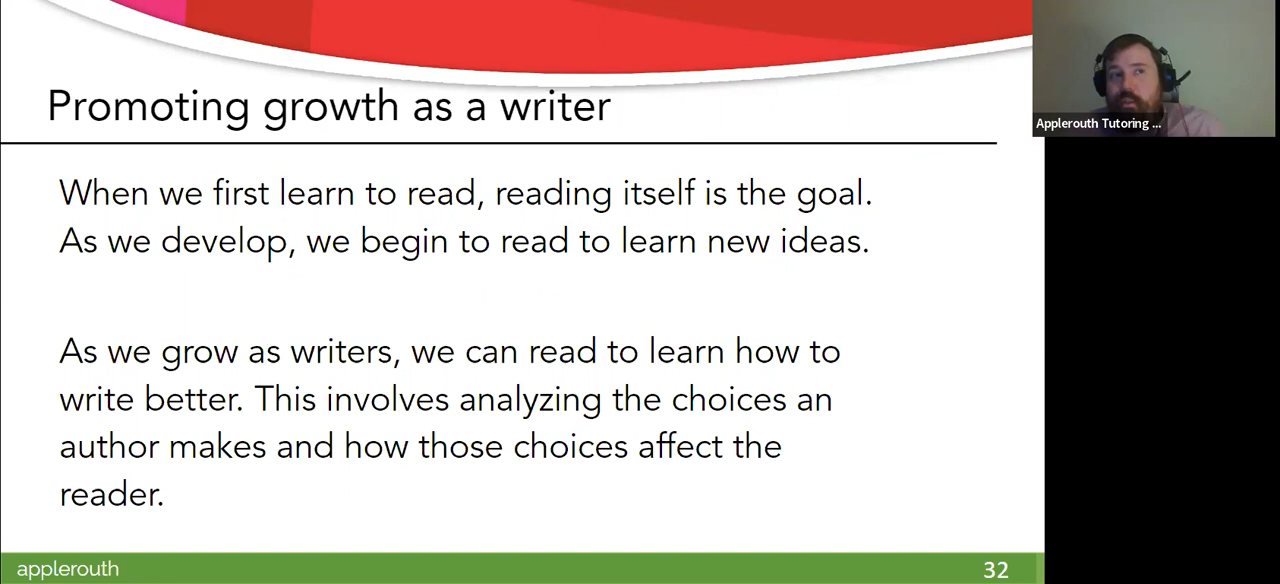 Promoting growth as a writer
Applerouth Tutoring ...
When we first learn to read, reading itself is the goal.
As we develop, we begin to read to learn new ideas.
As we grow as writers, we can read to learn how to
write better. This involves analyzing the choices an
author makes and how those choices affect the
reader.
applerouth
32